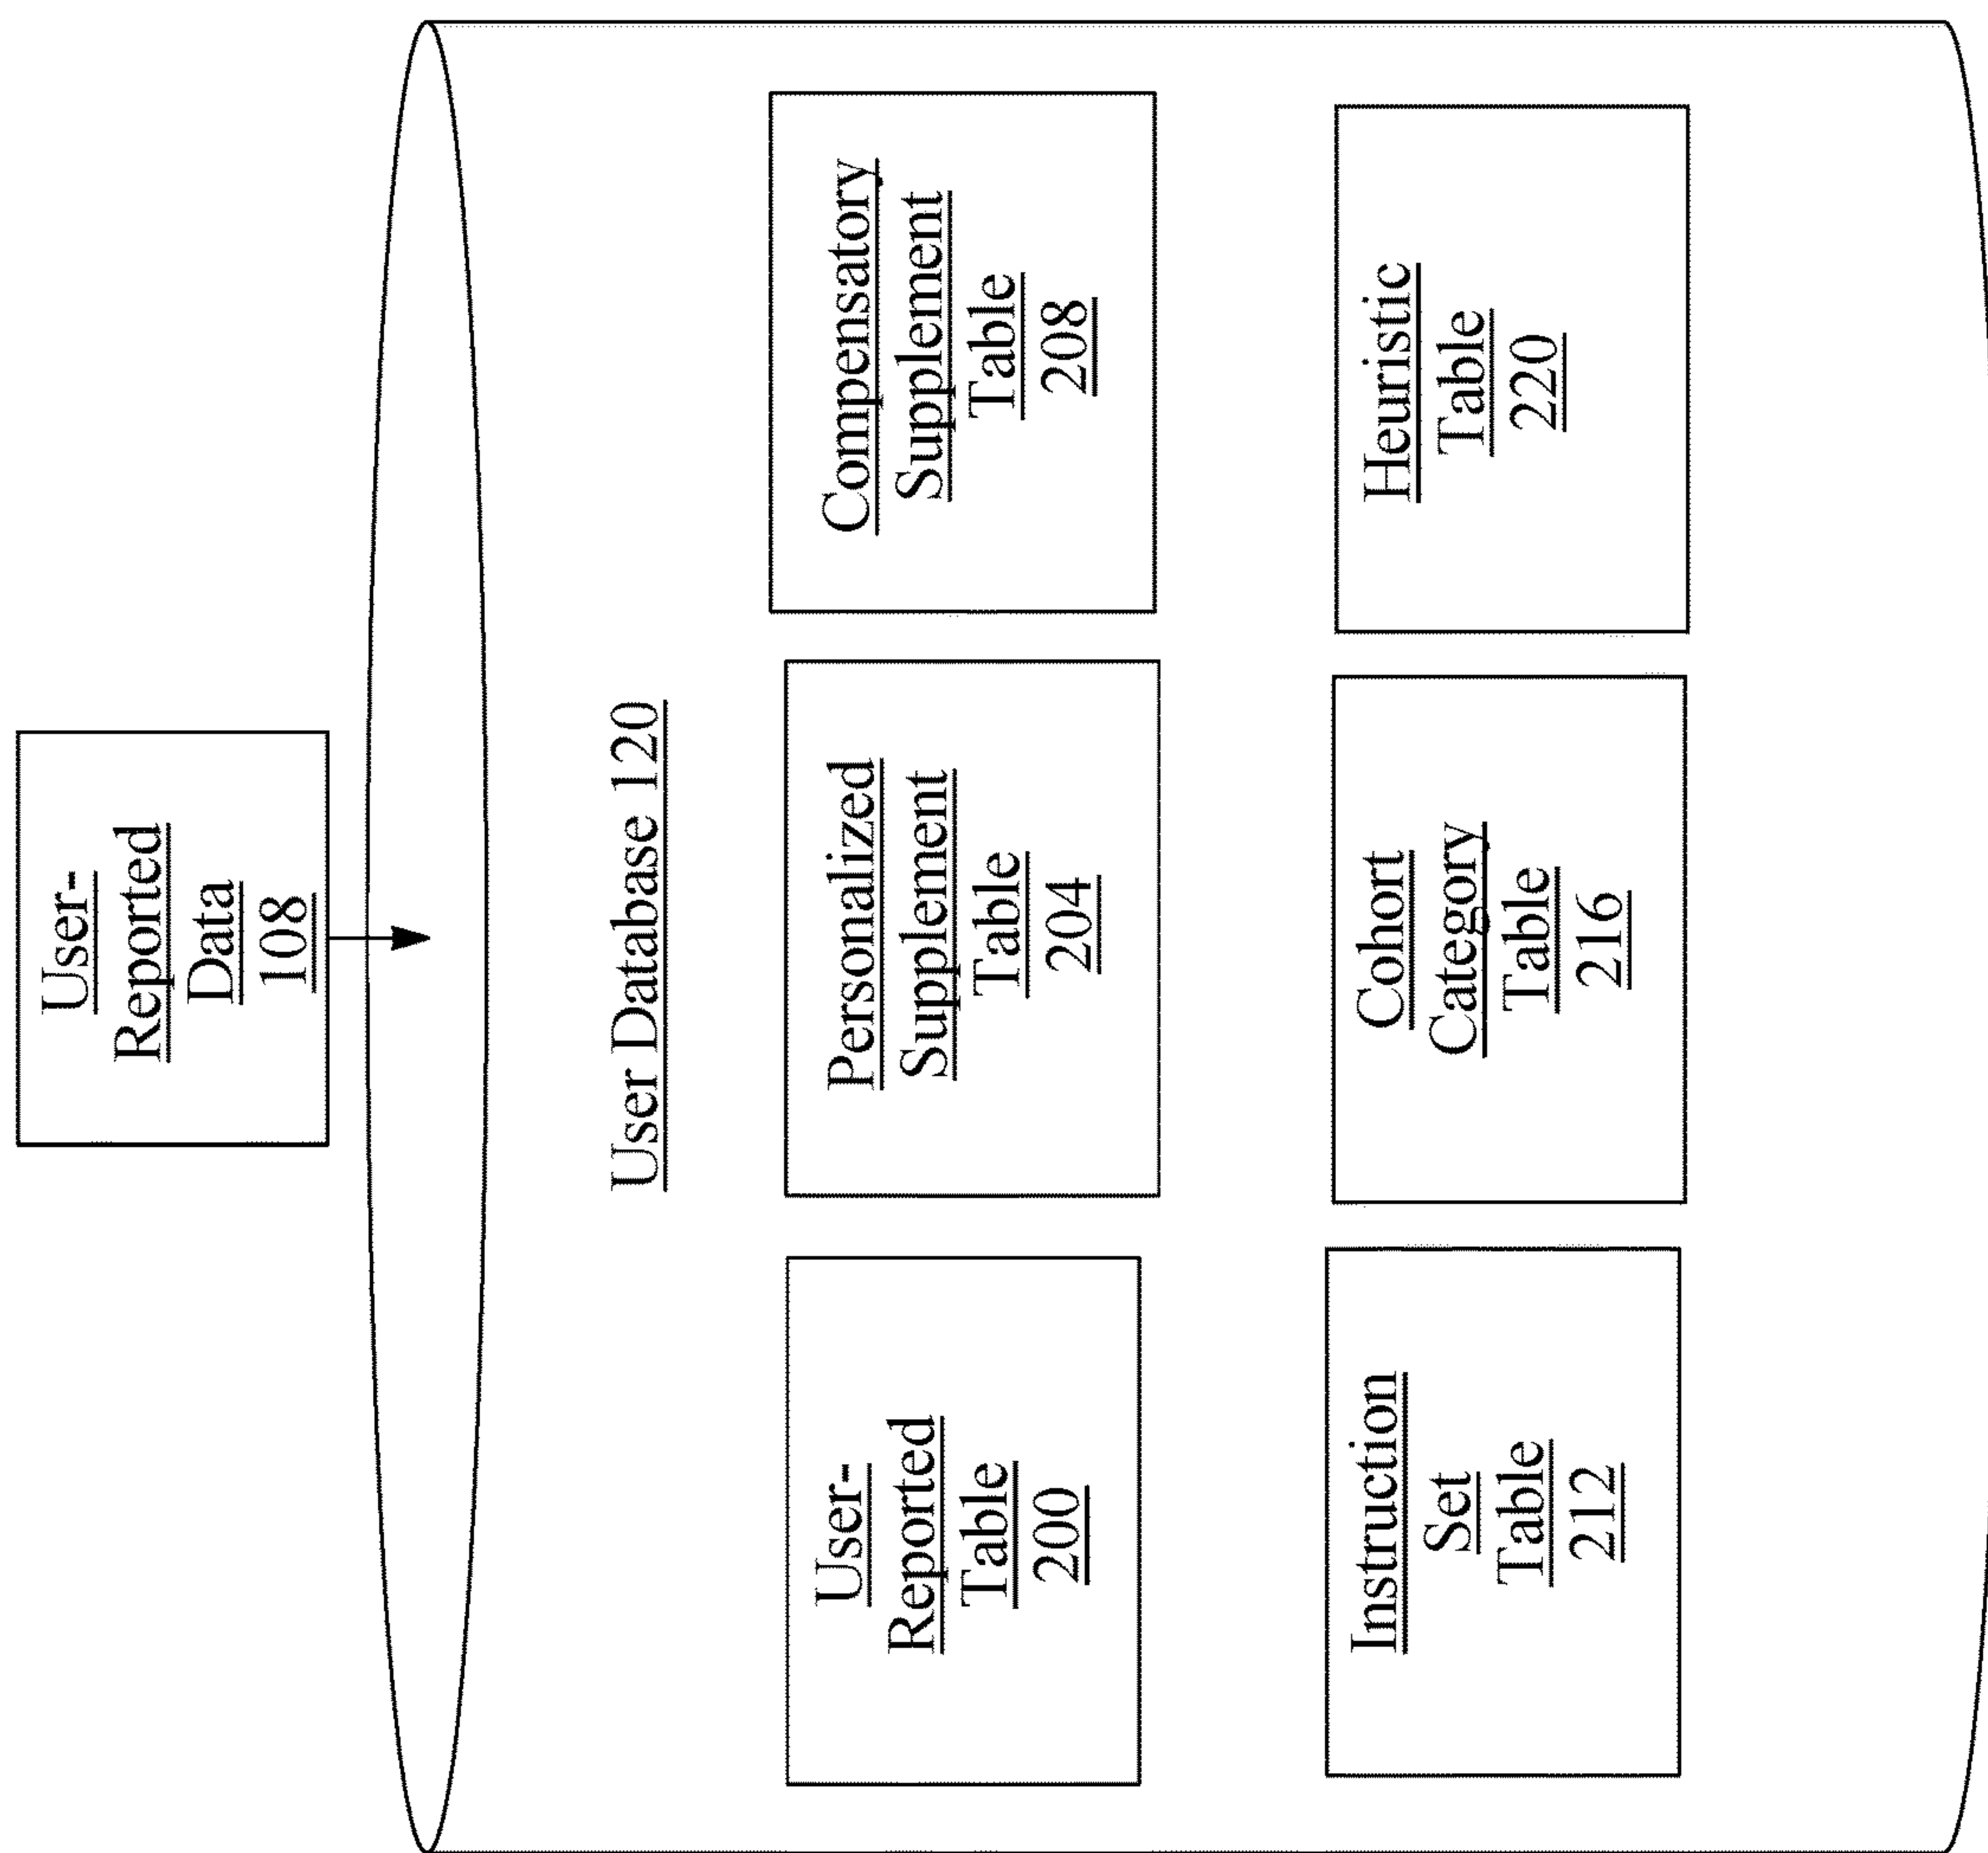 User-
Reported
Data
108
User Database 120
User-
Reported
Table
200
Personalized
Supplement
Table
204
Compensatory
Supplement
Table
208
Instruction
Set
Table
212
Cohort
Category
Table
216
Heuristic
Table
220